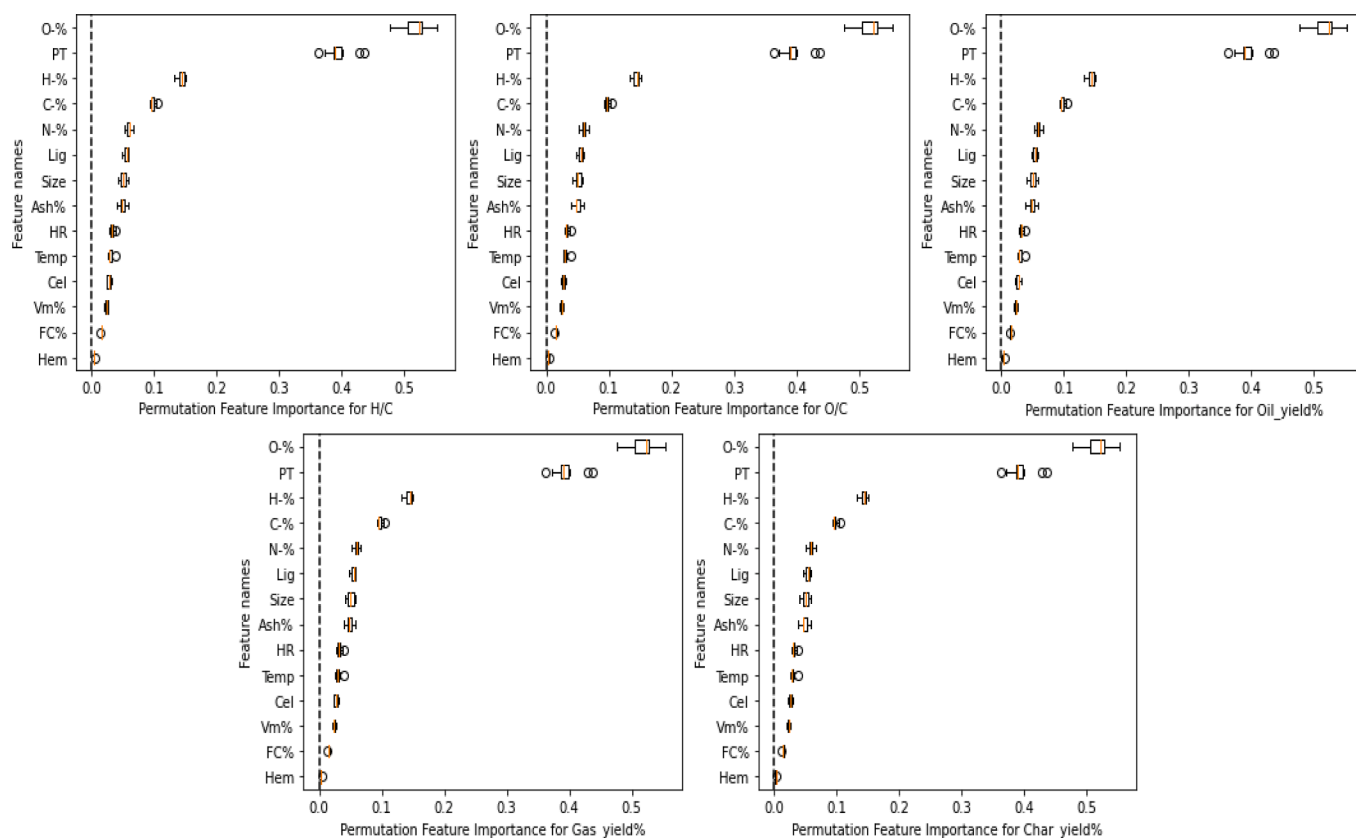 Feature names
O-%
PT
H-%
C-%
N-%
Lig
Size
Ash%
HR
Temp
Cel
Vm%
FC%
Hem
0.0 0.1 0.2 0.3 0.4 0.5
Permutation Feature Importance for H/C
Feature names
O-%
PT
H-%
C-%
N-%
Lig
Size
Ash%
HR
Temp
Cel
Vm%
FC%
Hem
0.0 0.1 0.2 0.3 0.4 0.5
Permutation Feature Importance for O/C
Feature names
O-%
PT
H-%
C-%
N-%
Lig
Size
Ash%
HR
Temp
Cel
Vm%
FC%
Hem
0.0 0.1 0.2 0.3 0.4 0.5
Permutation Feature Importance for Oil_yield%
Feature names
O-%
PT
H-%
C-%
N-%
Lig
Size
Ash%
HR
Temp
Cel
Vm%
FC%
Hem
0.0 0.1 0.2 0.3 0.4 0.5
Permutation Feature Importance for Gas_yield%
Feature names
O-%
PT
H-%
C-%
N-%
Lig
Size
Ash%
HR
Temp
Cel
Vm%
FC%
Hem
0.0 0.1 0.2 0.3 0.4 0.5
Permutation Feature Importance for Char_yield%